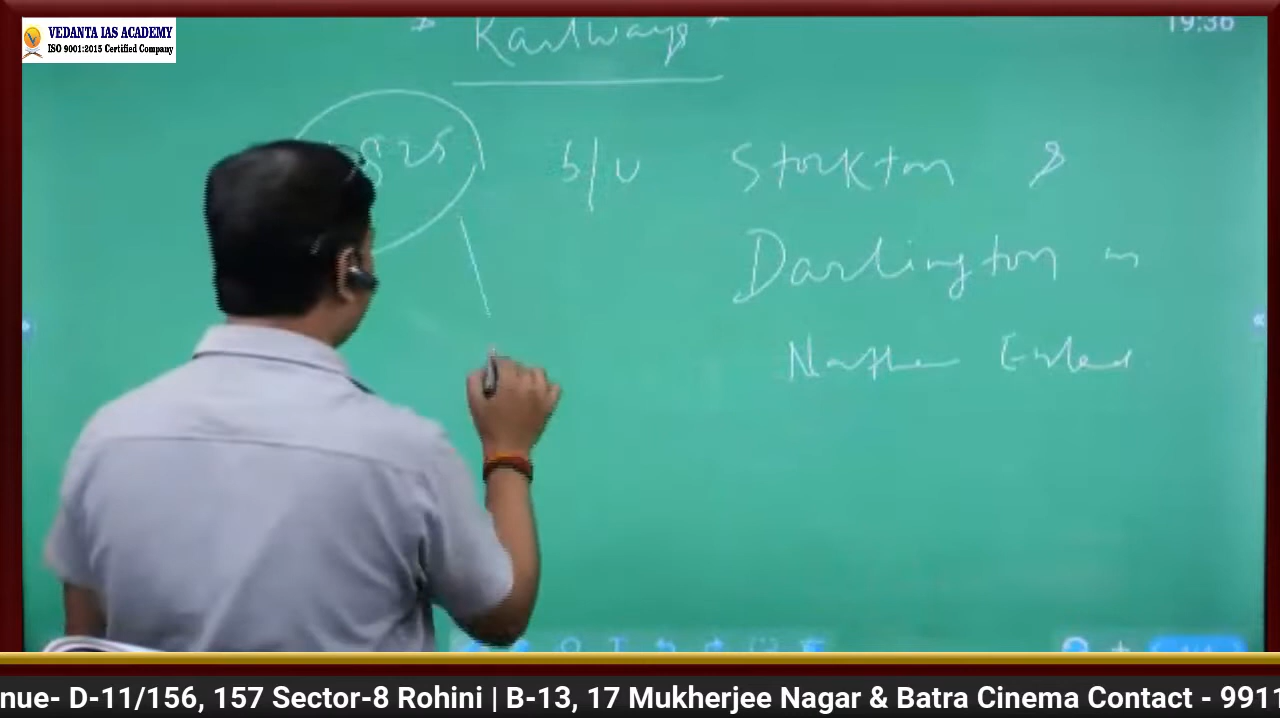 VEDANTA IAS ACADEMY
ISO 9001:2015 Certified Company
19:36
* Railways *
825 b/w Stockton &
Darlington in
Northern England
nue- D-11/156, 157 Sector-8 Rohini | B-13, 17 Mukherjee Nagar & Batra Cinema Contact - 9911